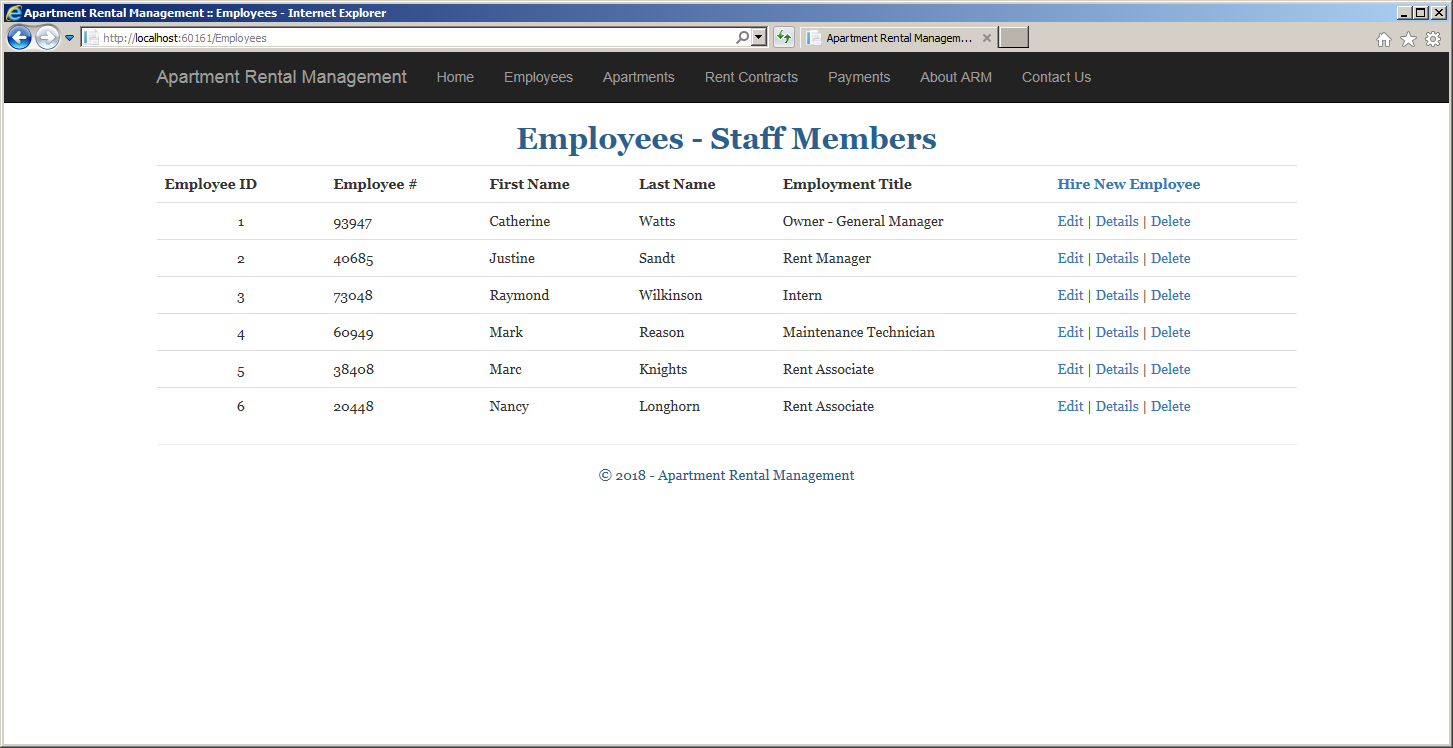 Apartment Rental Management :: Employees - Internet Explorer
http://localhost:60161/Employees
Apartment Rental Managem...
Apartment Rental Management Home Employees Apartments Rent Contracts Payments About ARM Contact Us
Employees - Staff Members
Employee ID Employee # First Name Last Name Employment Title Hire New Employee
1 93947 Catherine Watts Owner - General Manager Edit | Details | Delete
2 40685 Justine Sandt Rent Manager Edit | Details | Delete
3 73048 Raymond Wilkinson Intern Edit | Details | Delete
4 60949 Mark Reason Maintenance Technician Edit | Details | Delete
5 38408 Marc Knights Rent Associate Edit | Details | Delete
6 20448 Nancy Longhorn Rent Associate Edit | Details | Delete
© 2018 - Apartment Rental Management